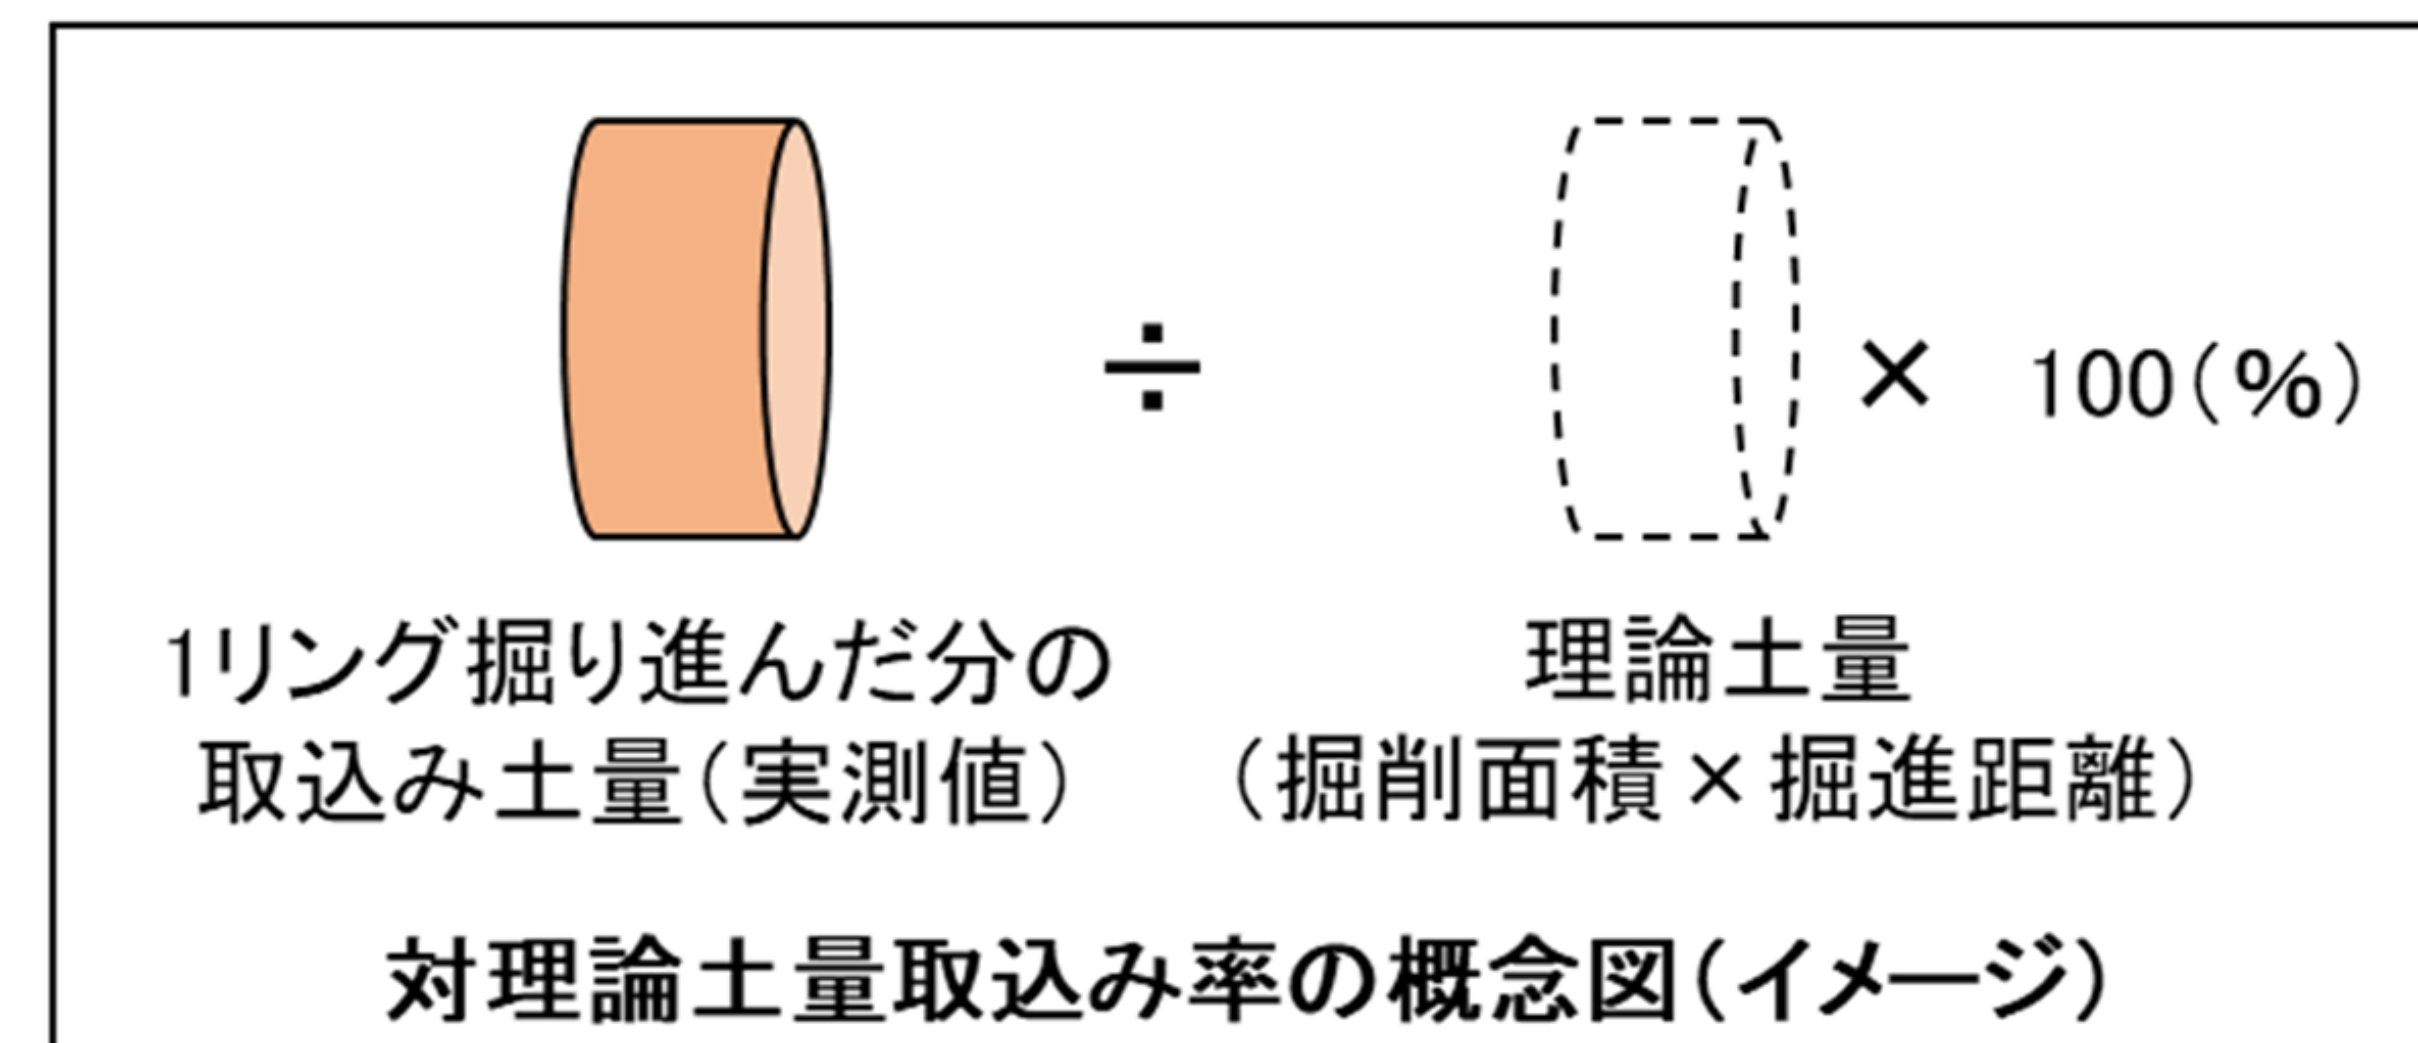 ÷ × 100(%)
1リング掘り進んだ分の
取込み土量(実測値)
理論土量
(掘削面積×掘進距離)
対理論土量取込み率の概念図(イメージ)